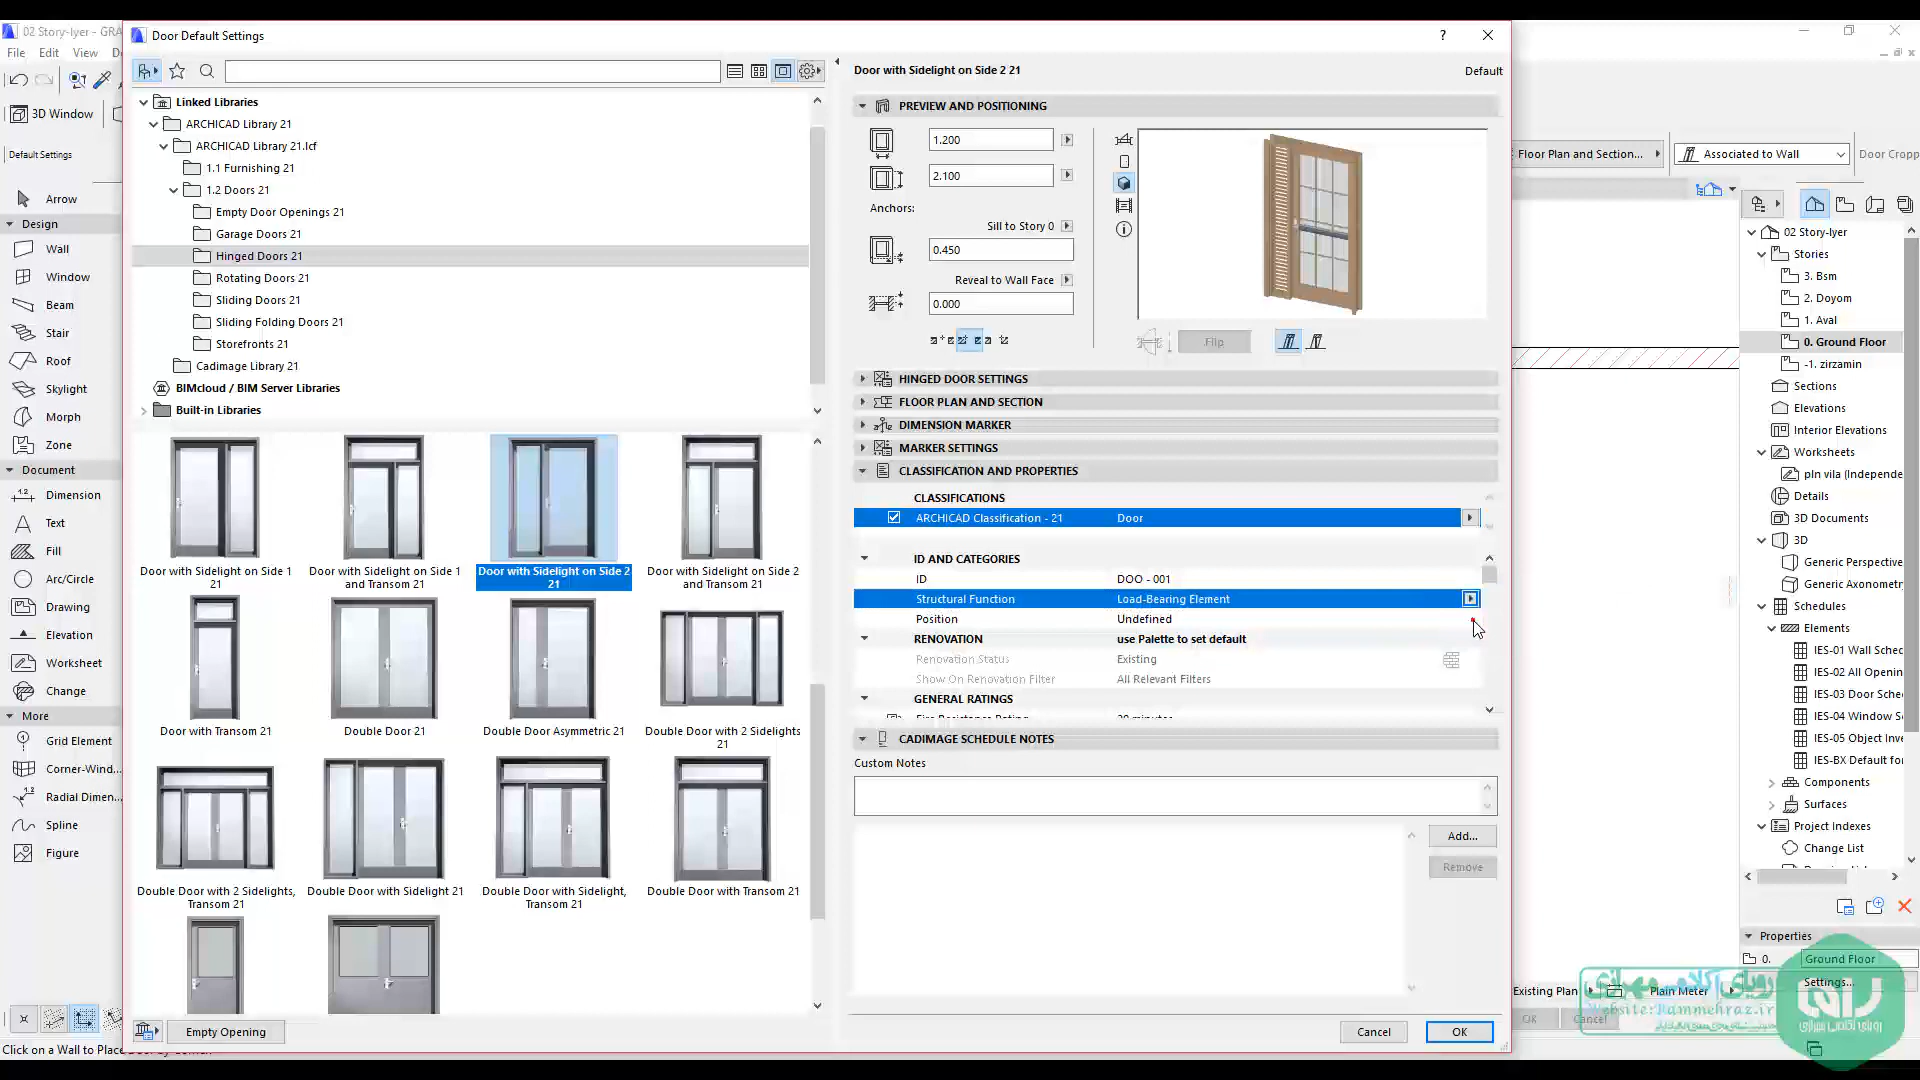 02 Story-lyer - GRA
Door Default Settings
File Edit View D
Door with Sidelight on Side 2 21
Default
3D Window
Default Settings
Linked Libraries
ARCHICAD Library 21
ARCHICAD Library 21.lcf
1.1 Furnishing 21
1.2 Doors 21
Empty Door Openings 21
Garage Doors 21
Hinged Doors 21
Rotating Doors 21
Sliding Doors 21
Sliding Folding Doors 21
Storefronts 21
Cadimage Library 21
BIMcloud / BIM Server Libraries
Built-in Libraries
Arrow
Design
Wall
Window
Beam
Stair
Roof
Skylight
Morph
Zone
Document
Dimension
Text
Fill
Arc/Circle
Drawing
Elevation
Worksheet
Change
More
Grid Element
Corner-Wind...
Radial Dimen...
Spline
Figure
Door with Sidelight on Side 1 21
Door with Sidelight on Side 1 and Transom 21
Door with Sidelight on Side 2 21
Door with Sidelight on Side 2 and Transom 21
Door with Transom 21
Double Door 21
Double Door Asymmetric 21
Double Door with 2 Sidelights 21
Double Door with 2 Sidelights, Transom 21
Double Door with Sidelight 21
Double Door with Sidelight, Transom 21
Double Door with Transom 21
Empty Opening
PREVIEW AND POSITIONING
1.200
2.100
Anchors:
Sill to Story 0
0.450
Reveal to Wall Face
0.000
Flip
HINGED DOOR SETTINGS
FLOOR PLAN AND SECTION
DIMENSION MARKER
MARKER SETTINGS
CLASSIFICATION AND PROPERTIES
CLASSIFICATIONS
ARCHICAD Classification - 21 Door
ID AND CATEGORIES
ID DOO - 001
Structural Function Load-Bearing Element
Position Undefined
RENOVATION use Palette to set default
Renovation Status Existing
Show On Renovation Filter All Relevant Filters
GENERAL RATINGS
Fire Resistance Rating 30 minutes
CADIMAGE SCHEDULE NOTES
Custom Notes
Add...
Remove
Cancel
OK
Floor Plan and Section...
Associated to Wall
Door Cropp
02 Story-lyer
Stories
3. Bsm
2. Doyom
1. Aval
0. Ground Floor
-1. zirzamin
Sections
Elevations
Interior Elevations
Worksheets
pln vila (Independe
Details
3D Documents
3D
Generic Perspective
Generic Axonometr
Schedules
Elements
IES-01 Wall Sched
IES-02 All Opening
IES-03 Door Sche
IES-04 Window S
IES-05 Object Inve
IES-BX Default for
Components
Surfaces
Project Indexes
Change List
Properties
0. Ground Floor
Settings...
Existing Plan
Plain Meter
OK
Cancel
Website:Rammehraz.ir
Click on a Wall to Place